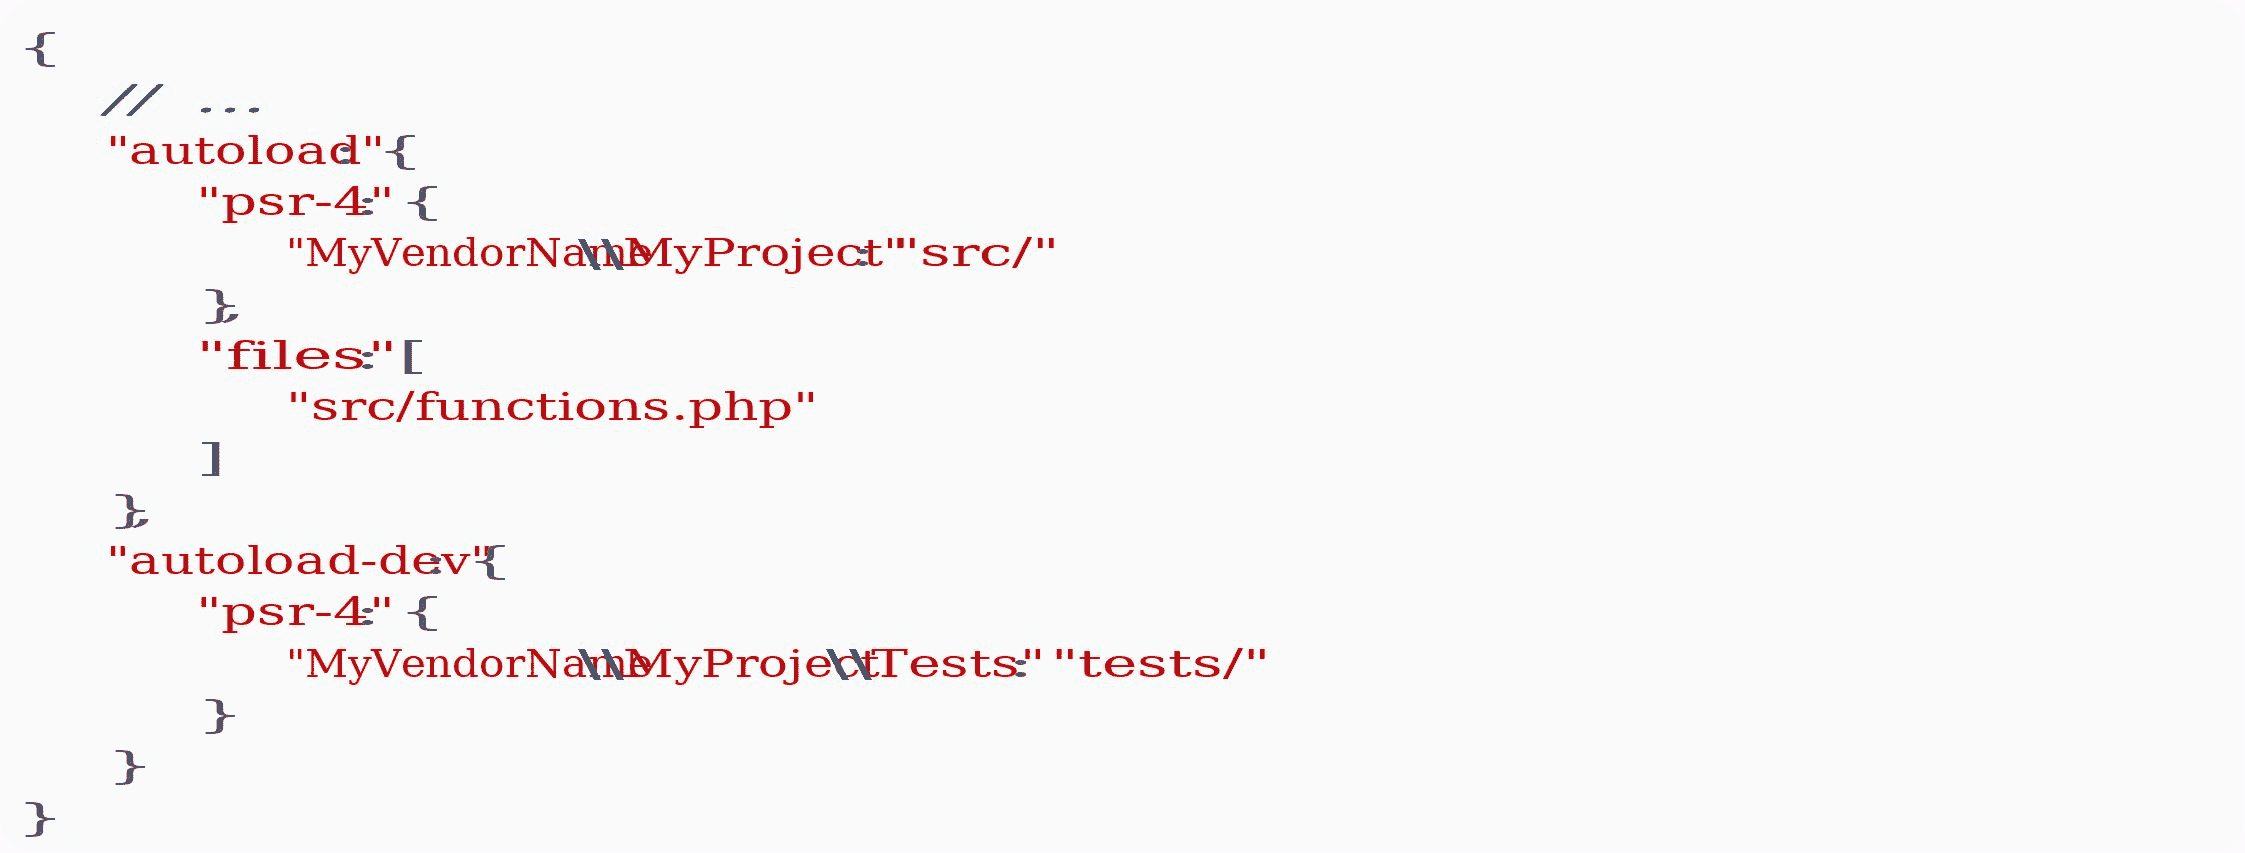 {
    // ...
    "autoload": {
        "psr-4": {
            "MyVendorName\\MyProject": "src/"
        },
        "files": [
            "src/functions.php"
        ]
    },
    "autoload-dev": {
        "psr-4": {
            "MyVendorName\\MyProject\\Tests": "tests/"
        }
    }
}